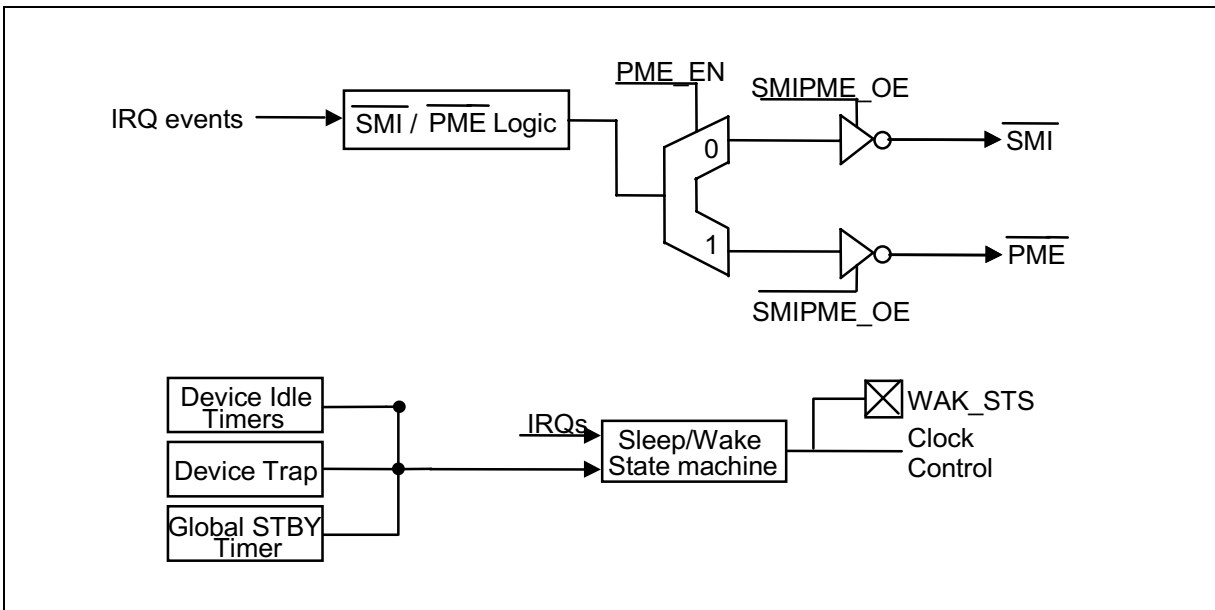 PME_EN
SMIPME_OE
IRQ events
SMI / PME Logic
0
SMI
1
PME
SMIPME_OE
Device Idle
Timers
Device Trap
Global STBY
Timer
IRQs
Sleep/Wake
State machine
WAK_STS
Clock
Control